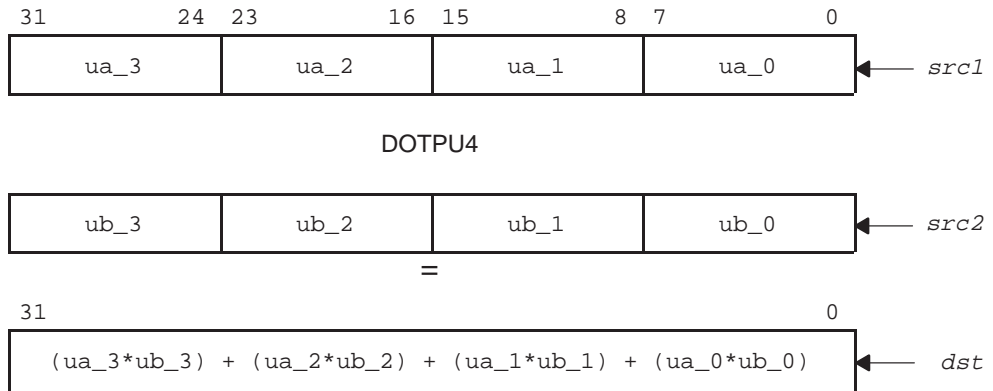 31 24 23 16 15 8 7 0
ua_3 ua_2 ua_1 ua_0 src1
DOTPU4
ub_3 ub_2 ub_1 ub_0 src2
=
31 0
(ua_3*ub_3) + (ua_2*ub_2) + (ua_1*ub_1) + (ua_0*ub_0) dst